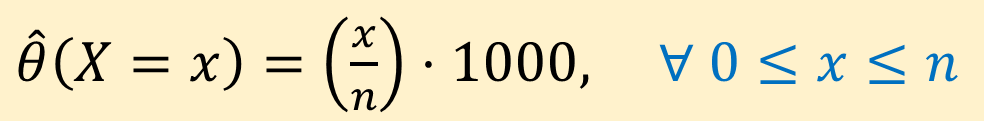 θ̂(X = x) = (x/n) · 1000, ∀ 0 ≤ x ≤ n